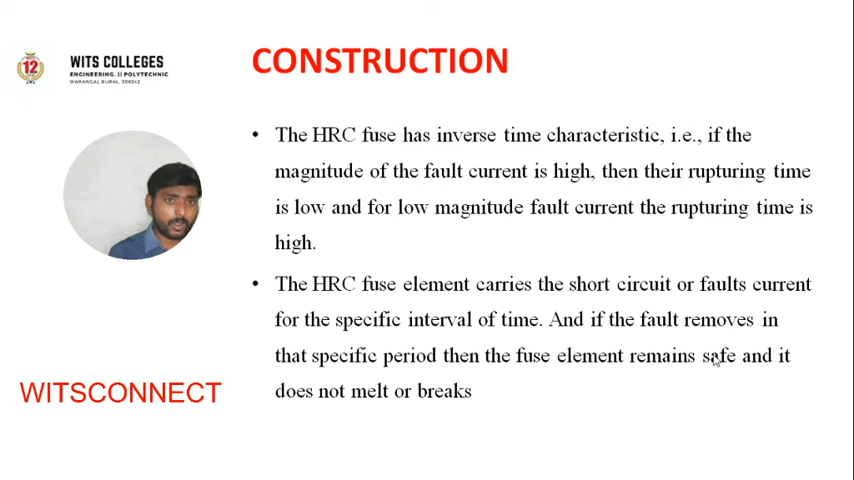 WITS COLLEGES
ENGINEERING. || POLYTECHNIC
WARANGAL RURAL. 506342
12
CONSTRUCTION
• The HRC fuse has inverse time characteristic, i.e., if the
magnitude of the fault current is high, then their rupturing time
is low and for low magnitude fault current the rupturing time is
high.
• The HRC fuse element carries the short circuit or faults current
for the specific interval of time. And if the fault removes in
that specific period then the fuse element remains safe and it
does not melt or breaks
WITSCONNECT